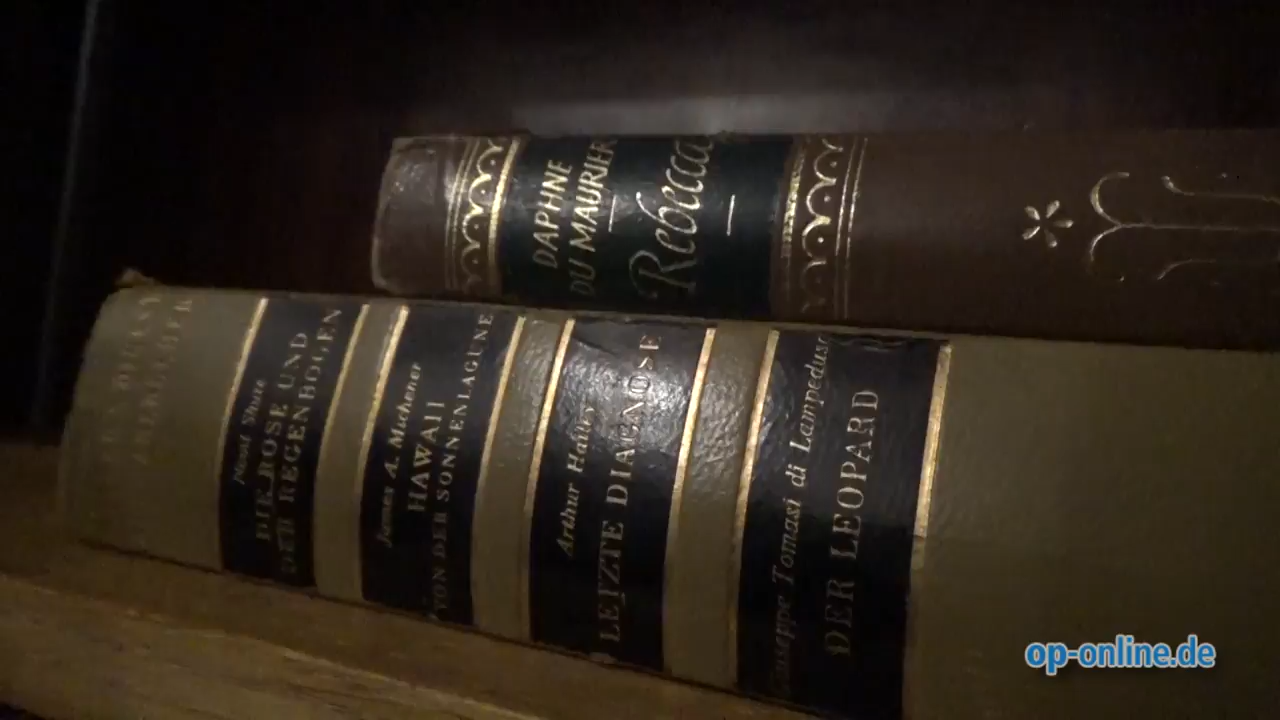 DAPHNE
DU MAURIER
Rebecca
Nevil Shute
DIE ROSE UND
DER REGENBOGEN
James A. Michener
HAWAII
VON DER SONNENLAGUNE
Arthur Hailey
LETZTE DIAGNOSE
Giuseppe Tomasi di Lampedusa
DER LEOPARD
op-online.de